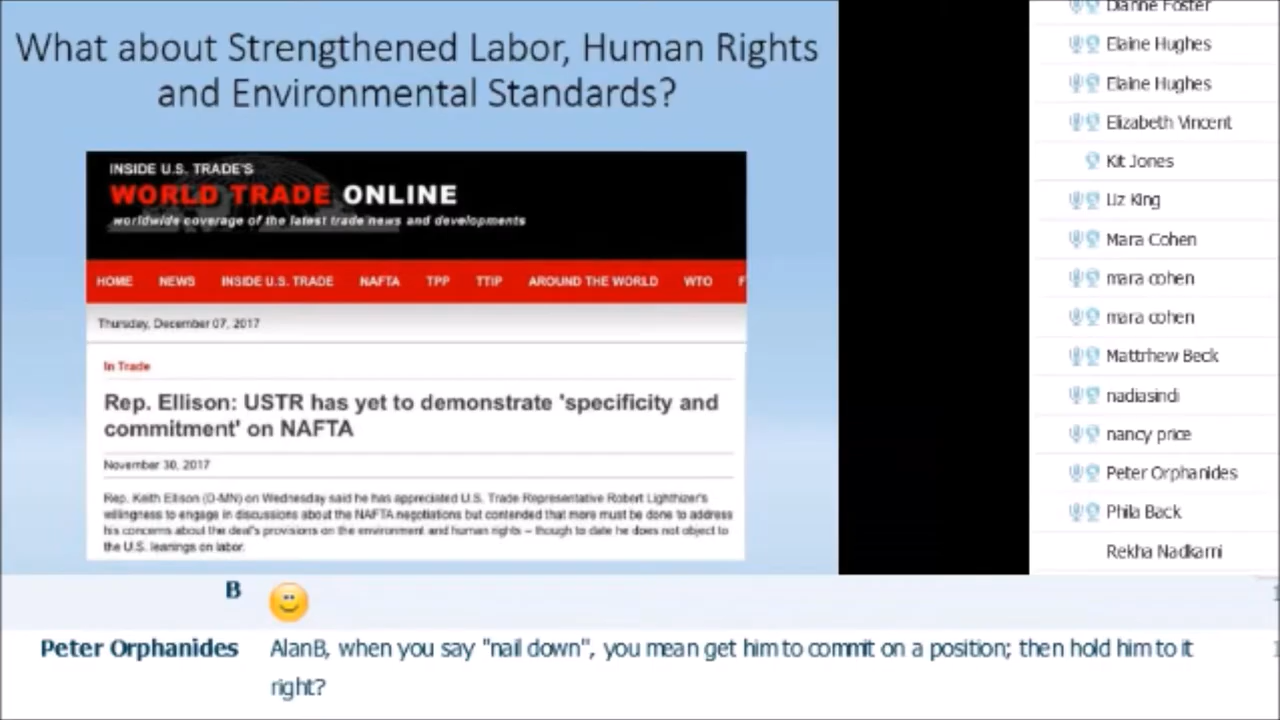 What about Strengthened Labor, Human Rights
and Environmental Standards?
INSIDE U.S. TRADE'S
WORLD TRADE ONLINE
worldwide coverage of the latest trade news and developments
HOME NEWS INSIDE U.S. TRADE NAFTA TPP TTIP AROUND THE WORLD WTO
Thursday, December 07, 2017
In Trade
Rep. Ellison: USTR has yet to demonstrate 'specificity and
commitment' on NAFTA
November 30, 2017
Rep. Keith Ellison (D-MN) on Wednesday said he has appreciated U.S. Trade Representative Robert Lighthizer's
willingness to engage in discussions about the NAFTA negotiations but contended that more must be done to address
his concerns about the deal's provisions on the environment and human rights – though to date he does not object to
the U.S. leanings on labor.
Dianne Foster
Elaine Hughes
Elaine Hughes
Elizabeth Vincent
Kit Jones
Liz King
Mara Cohen
mara cohen
mara cohen
Mattrhew Beck
nadiasindi
nancy price
Peter Orphanides
Phila Back
Rekha Nadkarni
B
Peter Orphanides AlanB, when you say "nail down", you mean get him to commit on a position; then hold him to it
right?